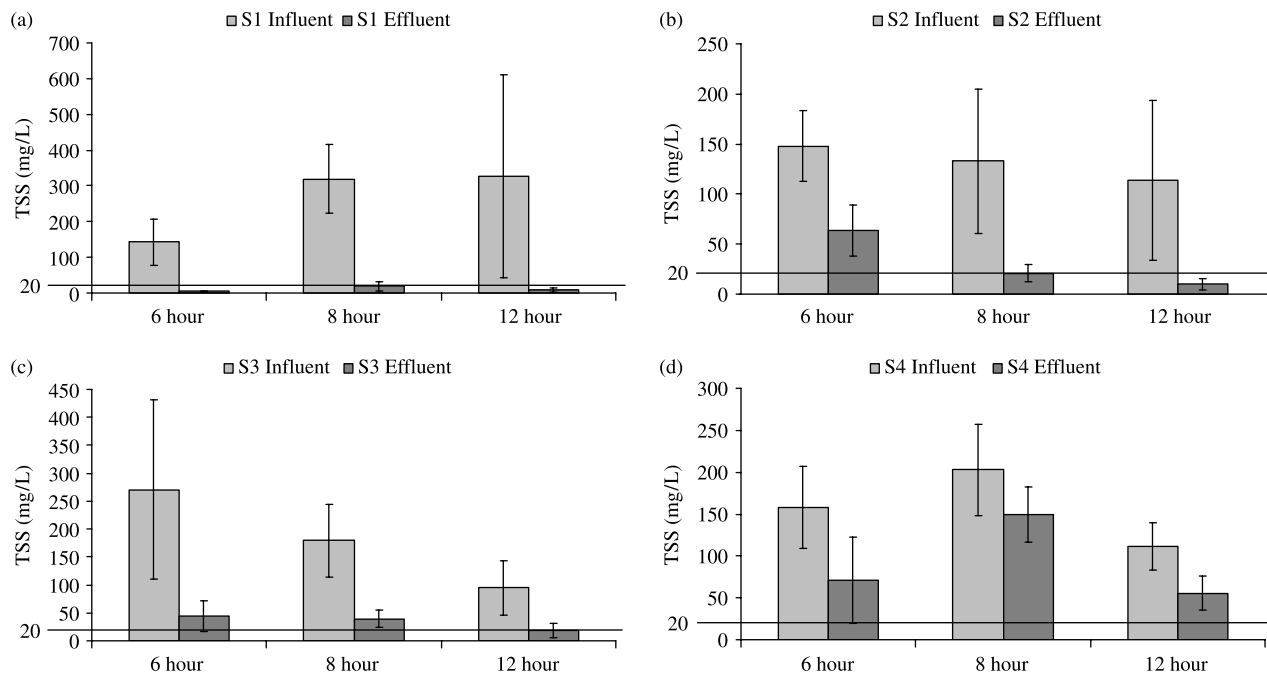 (a)
S1 Influent S1 Effluent
TSS (mg/L)
700
600
500
400
300
200
100
20
0
6 hour 8 hour 12 hour
(b)
S2 Influent S2 Effluent
TSS (mg/L)
250
200
150
100
50
20
0
6 hour 8 hour 12 hour
(c)
S3 Influent S3 Effluent
TSS (mg/L)
450
400
350
300
250
200
150
100
50
20
0
6 hour 8 hour 12 hour
(d)
S4 Influent S4 Effluent
TSS (mg/L)
300
250
200
150
100
50
20
0
6 hour 8 hour 12 hour